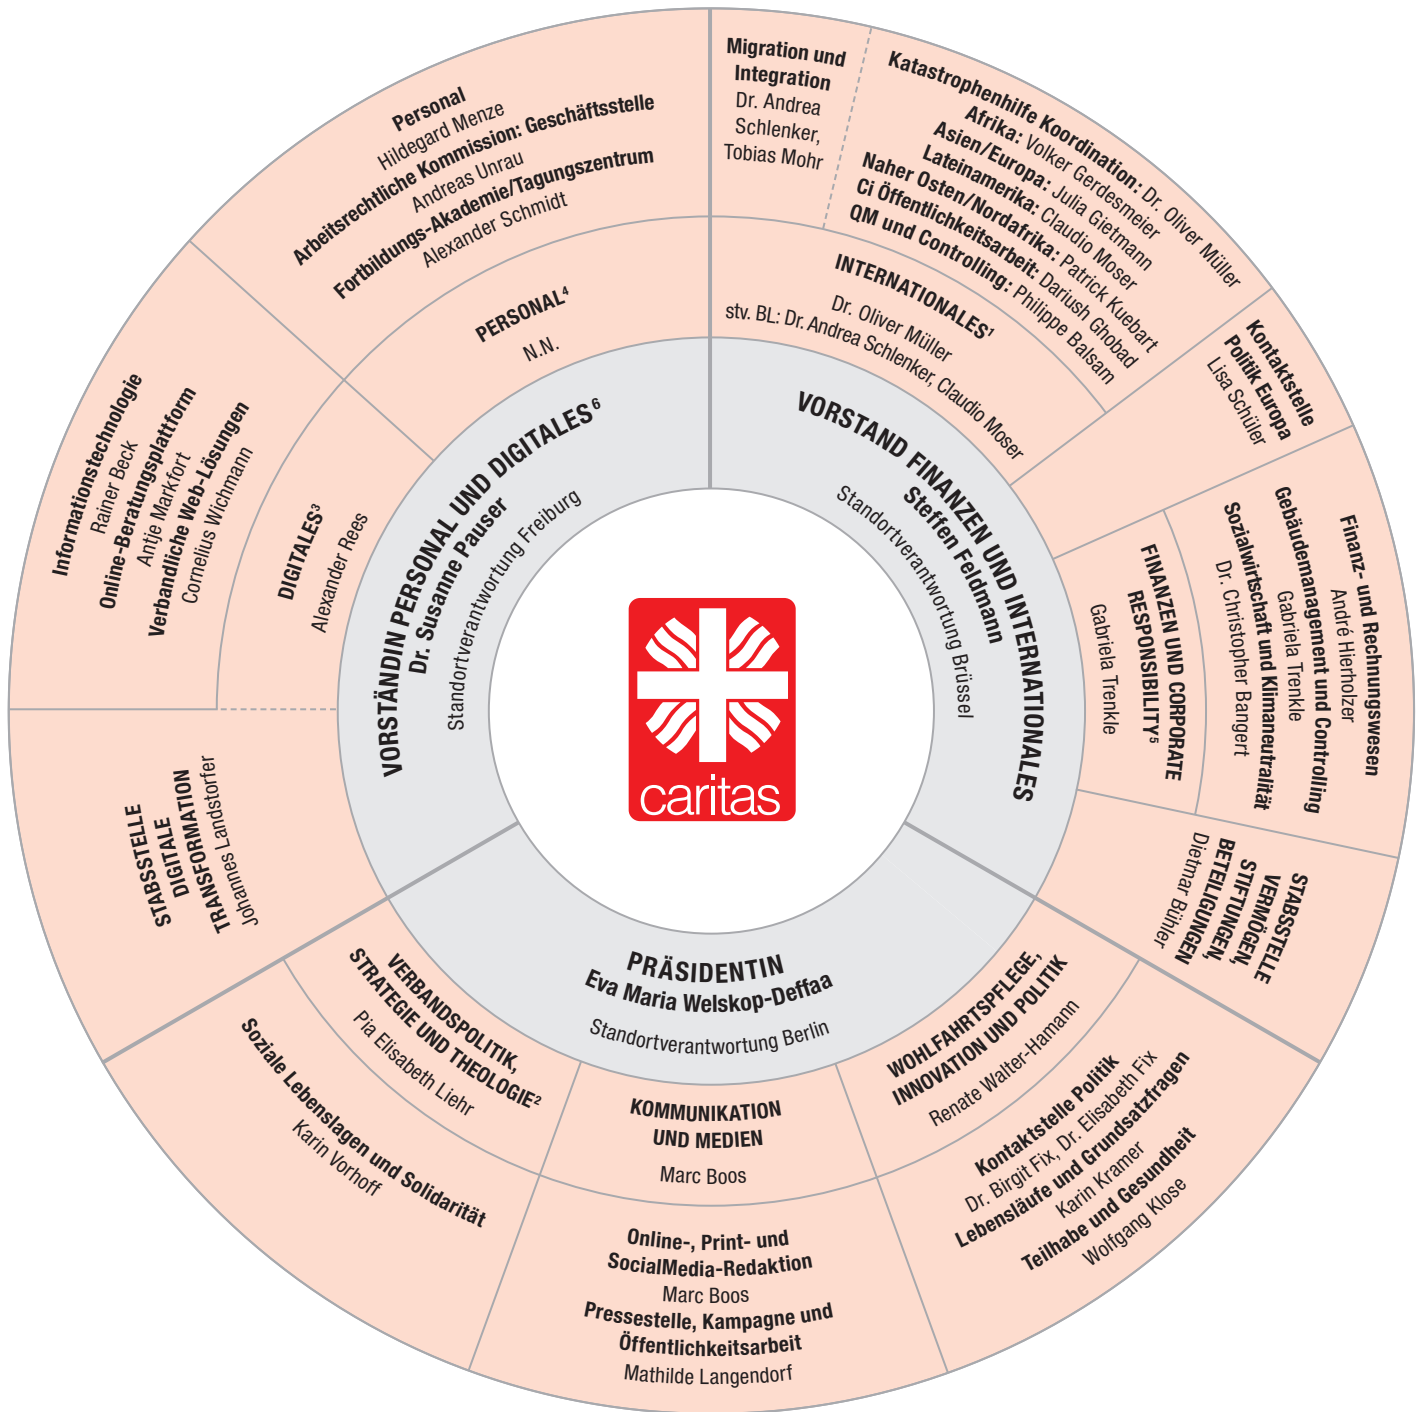 Migration und
Integration
Dr. Andrea
Schlenker,
Tobias Mohr
Katastrophenhilfe Koordination: Dr. Oliver Müller
Afrika: Volker Gerdesmeier
Asien/Europa: Julia Gietmann
Lateinamerika: Claudio Moser
Naher Osten/Nordafrika: Patrick Kuebart
Ci Öffentlichkeitsarbeit: Dariush Ghobad
QM und Controlling: Philippe Balsam
INTERNATIONALES¹
Dr. Oliver Müller
stv. BL: Dr. Andrea Schlenker, Claudio Moser
Kontaktstelle
Politik Europa
Lisa Schüler
VORSTAND FINANZEN UND INTERNATIONALES
Steffen Feldmann
Standortverantwortung Brüssel
Finanz- und Rechnungswesen
André Hierholzer
Gebäudemanagement und Controlling
Gabriela Trenkle
Sozialwirtschaft und Klimaneutralität
Dr. Christopher Bangert
FINANZEN UND CORPORATE
RESPONSIBILITY⁵
Gabriela Trenkle
STABSSTELLE
VERMÖGEN,
STIFTUNGEN,
BETEILIGUNGEN
Dietmar Bühler
PRÄSIDENTIN
Eva Maria Welskop-Deffaa
Standortverantwortung Berlin
WOHLFAHRTSPFLEGE,
INNOVATION UND POLITIK
Renate Walter-Hamann
Kontaktstelle Politik
Dr. Birgit Fix, Dr. Elisabeth Fix
Lebensläufe und Grundsatzfragen
Karin Kramer
Teilhabe und Gesundheit
Wolfgang Klose
KOMMUNIKATION
UND MEDIEN
Marc Boos
Online-, Print- und
SocialMedia-Redaktion
Marc Boos
Pressestelle, Kampagne und
Öffentlichkeitsarbeit
Mathilde Langendorf
VERBANDSPOLITIK,
STRATEGIE UND THEOLOGIE²
Pia Elisabeth Liehr
Soziale Lebenslagen und Solidarität
Karin Vorhoff
STABSSTELLE
DIGITALE
TRANSFORMATION
Johannes Landstorfer
VORSTÄNDIN PERSONAL UND DIGITALES⁶
Dr. Susanne Pauser
Standortverantwortung Freiburg
DIGITALES³
Alexander Rees
Informationstechnologie
Rainer Beck
Online-Beratungsplattform
Antje Markfort
Verbandliche Web-Lösungen
Cornelius Wichmann
PERSONAL⁴
N.N.
Personal
Hildegard Menze
Arbeitsrechtliche Kommission: Geschäftsstelle
Andreas Unrau
Fortbildungs-Akademie/Tagungszentrum
Alexander Schmidt
caritas